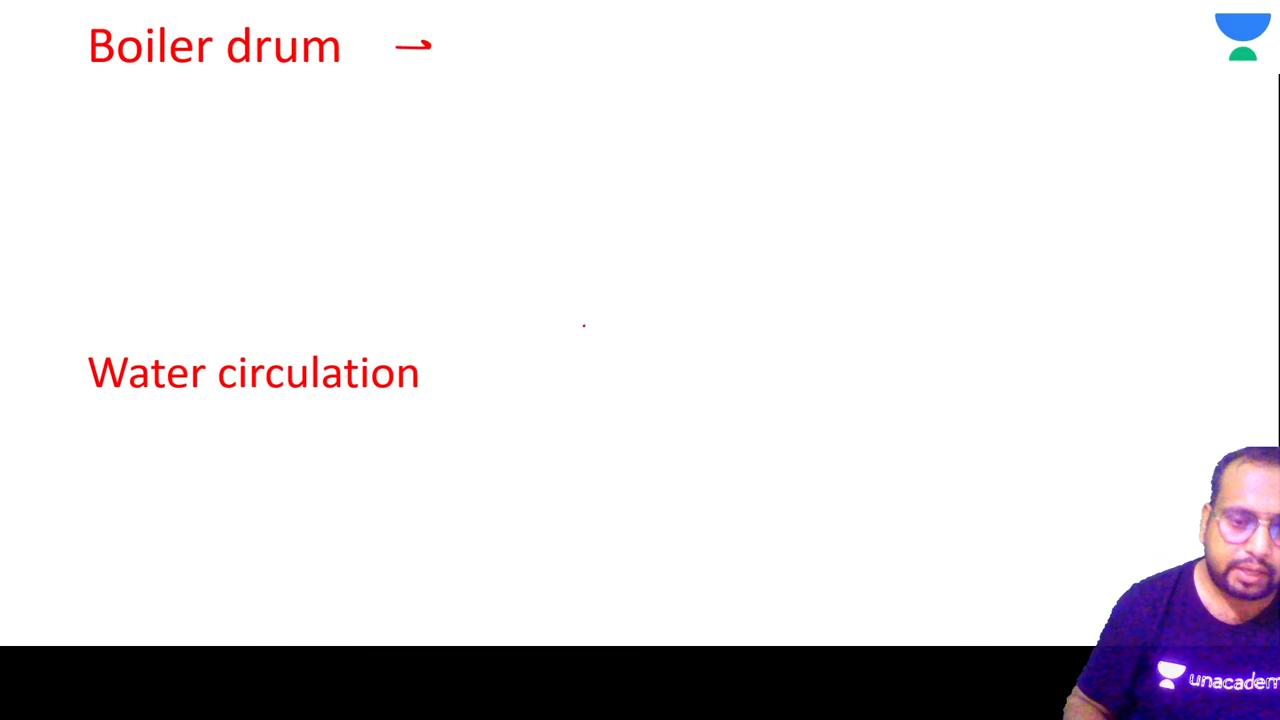 Boiler drum →
Water circulation
unacadem